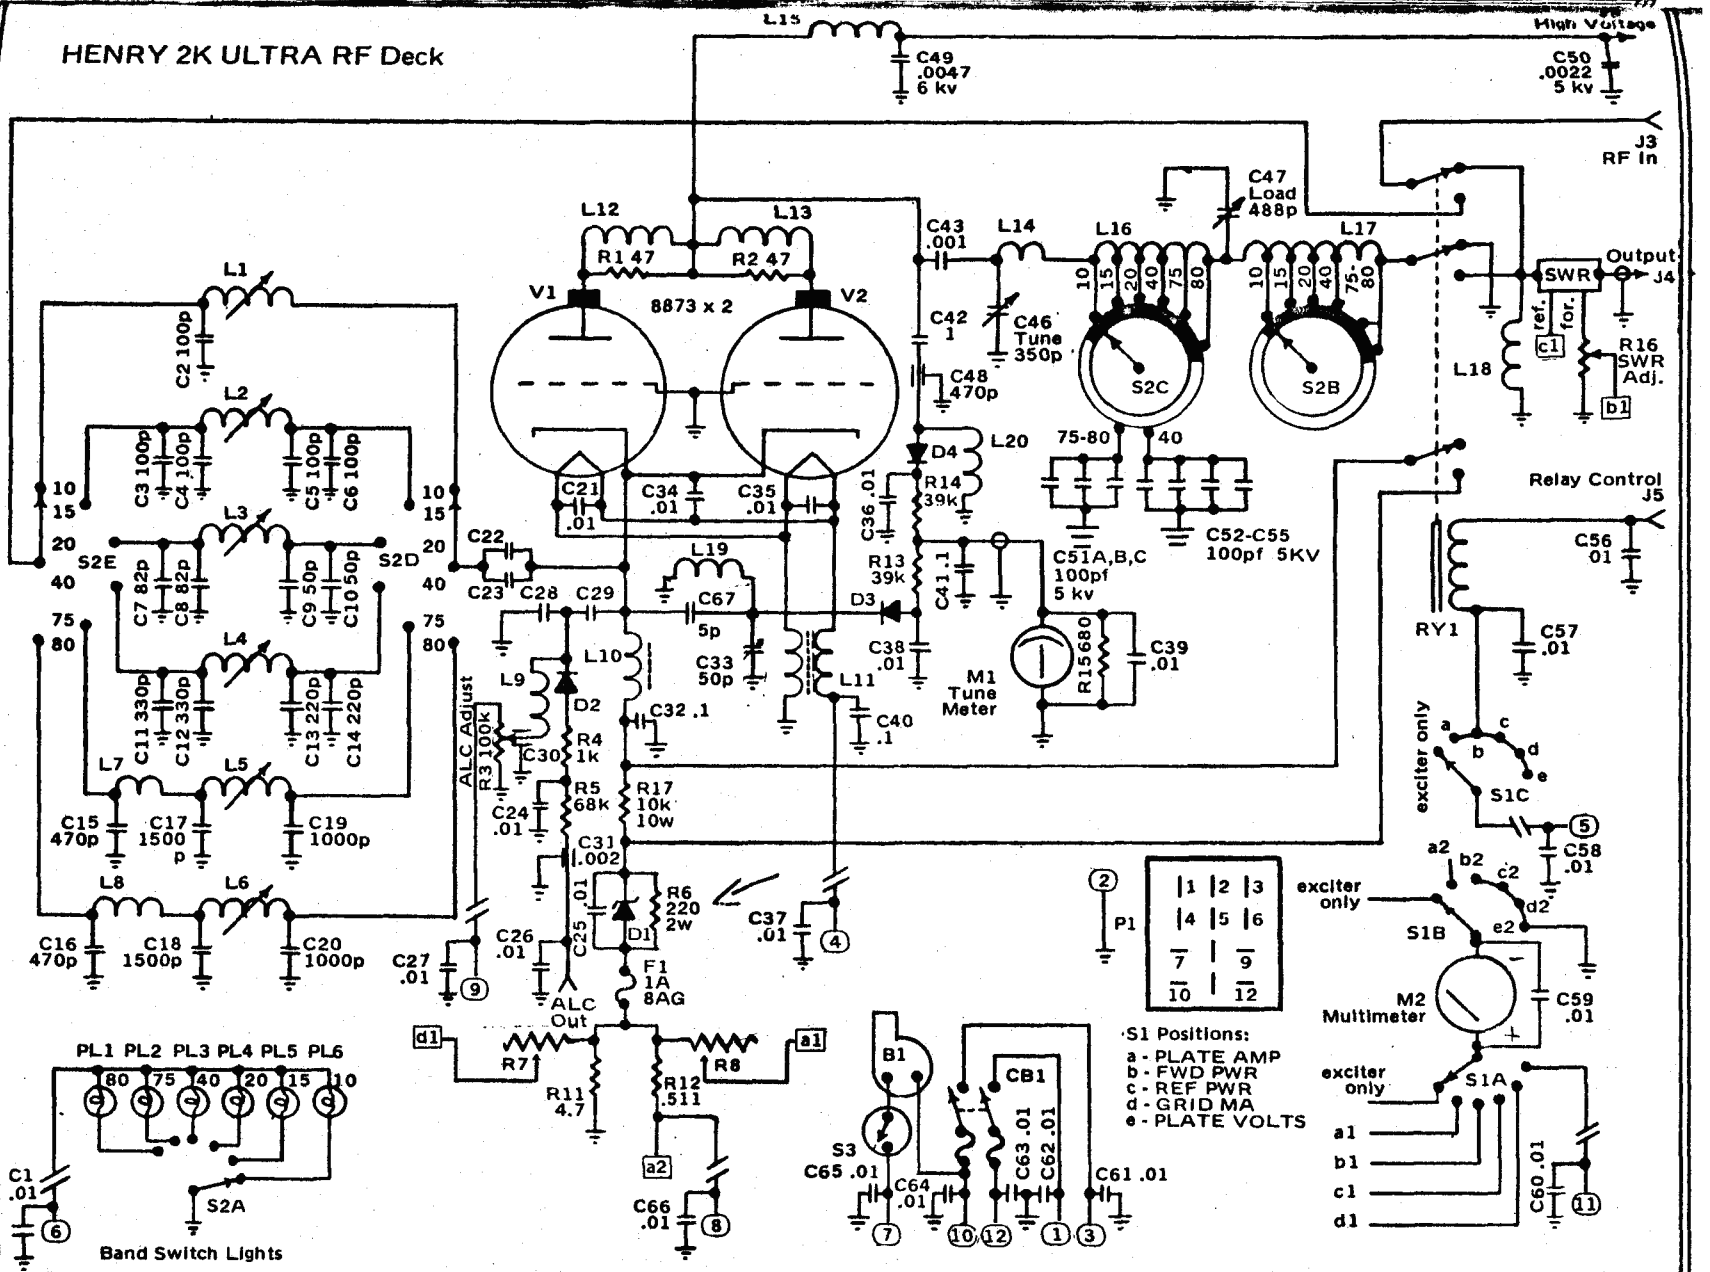 L15
High Voltage
HENRY 2K ULTRA RF Deck
C49
.0047
6 kv
C50
.0022
5 kv
J3
RF In
C47
Load
488p
L12
L13
R1 47
R2 47
C43
.001
L14
L16
L17
10
15
20
40
75
80
10
15
20
40
75-
80
Output
J4
SWR
ref.
for.
c1
R16
SWR
Adj.
b1
L18
V1
V2
8873 x 2
C42
1
C46
Tune
350p
S2C
S2B
C48
470p
L1
C2 100p
L2
C3 100p
C4 100p
C5 100p
C6 100p
75-80
40
L20
D4
R14
39k
C36 .01
C51A,B,C
100pf
5 kv
C52-C55
100pf 5KV
Relay Control
J5
C56
01
10
15
20
40
75
80
S2E
10
15
20
40
75
80
S2D
L3
C7 82p
C8 82p
C9 50p
C10 50p
C21
.01
C34
.01
C35
.01
C22
C23
L19
C28
C29
C67
5p
R13
39k
C41 .1
D3
C38
.01
C33
50p
L10
L11
M1
Tune
Meter
R15 680
C39
.01
RY1
C57
.01
L4
C11 330p
C12 330p
C13 220p
C14 220p
L9
D2
C32 .1
C40
.1
ALC Adjust
R3 100k
C30
R4
1k
R5
68k
R17
10k
10w
C24
.01
exciter only
a
b
c
d
e
S1C
5
C58
.01
L7
L5
C15
470p
C17
1500
p
C19
1000p
C31
.002
.01
C25
R6
220
2w
D1
C37
.01
4
2
P1
1
2
3
4
5
6
7
9
10
12
exciter
only
a2
b2
c2
d2
e2
S1B
L8
L6
C16
470p
C18
1500p
C20
1000p
C27
.01
9
C26
.01
F1
1A
8AG
ALC
Out
M2
Multimeter
-
+
C59
.01
d1
R7
R8
a1
R11
4.7
R12
.511
a2
C66
.01
8
B1
S3
C65 .01
7
C64
.01
CB1
C63 .01
C62 .01
C61 .01
10
12
1
3
S1 Positions:
a - PLATE AMP
b - FWD PWR
c - REF PWR
d - GRID MA
e - PLATE VOLTS
exciter
only
S1A
a1
b1
c1
d1
C60 .01
11
PL1 PL2 PL3 PL4 PL5 PL6
80
75
40
20
15
10
C1
.01
6
S2A
Band Switch Lights